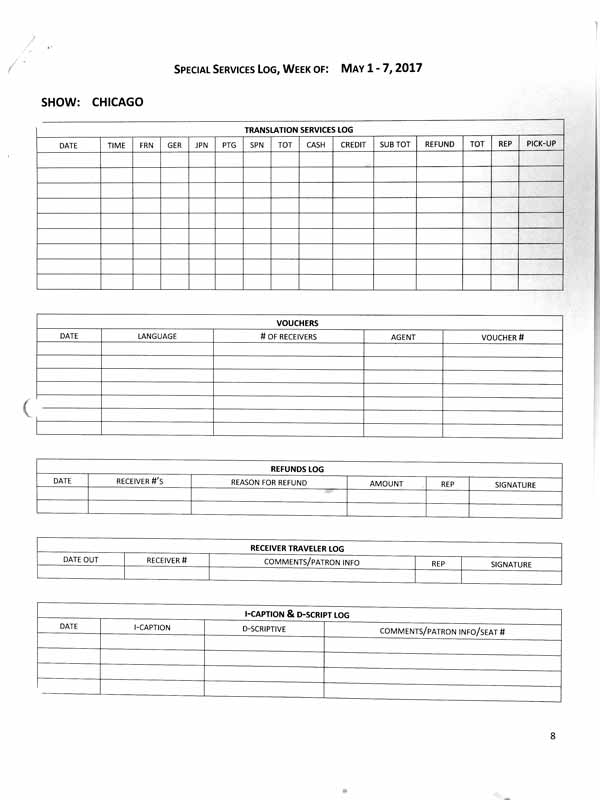 SPECIAL SERVICES LOG, WEEK OF: MAY 1 - 7, 2017
SHOW: CHICAGO
TRANSLATION SERVICES LOG
DATE TIME FRN GER JPN PTG SPN TOT CASH CREDIT SUB TOT REFUND TOT REP PICK-UP
VOUCHERS
DATE LANGUAGE # OF RECEIVERS AGENT VOUCHER #
REFUNDS LOG
DATE RECEIVER #'S REASON FOR REFUND AMOUNT REP SIGNATURE
RECEIVER TRAVELER LOG
DATE OUT RECEIVER # COMMENTS/PATRON INFO REP SIGNATURE
I-CAPTION & D-SCRIPT LOG
DATE I-CAPTION D-SCRIPTIVE COMMENTS/PATRON INFO/SEAT #
8